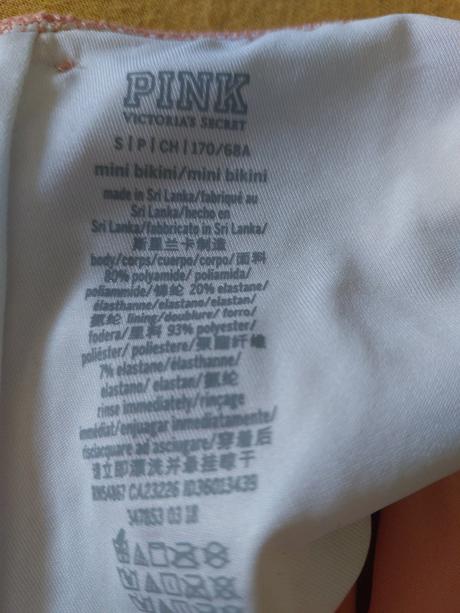 PINK
VICTORIA'S SECRET
S | P | CH | 170/68A
mini bikini/mini bikini
made in Sri Lanka/fabriqué au
Sri Lanka/hecho en
Sri Lanka/fabbricato in Sri Lanka/
斯里兰卡制造
body/corps/cuerpo/corpo/面料
80% polyamide/ poliamida/
poliammide/锦纶 20% elastane/
élasthanne/elastano/elastan/
氨纶 lining/doublure/ forro/
fodera/里料 93% polyester/
poliéster/ poliestere/聚酯纤维
7% elastane/élasthanne/
elastano/ elastan/氨纶
rinse immediately/rinçage
immédiat/enjuagar immediatamente/
risciacquare ad asciugare/穿着后
请立即漂洗并悬挂晾干
RN54867 CA23226 ID36013439
347853 03 18